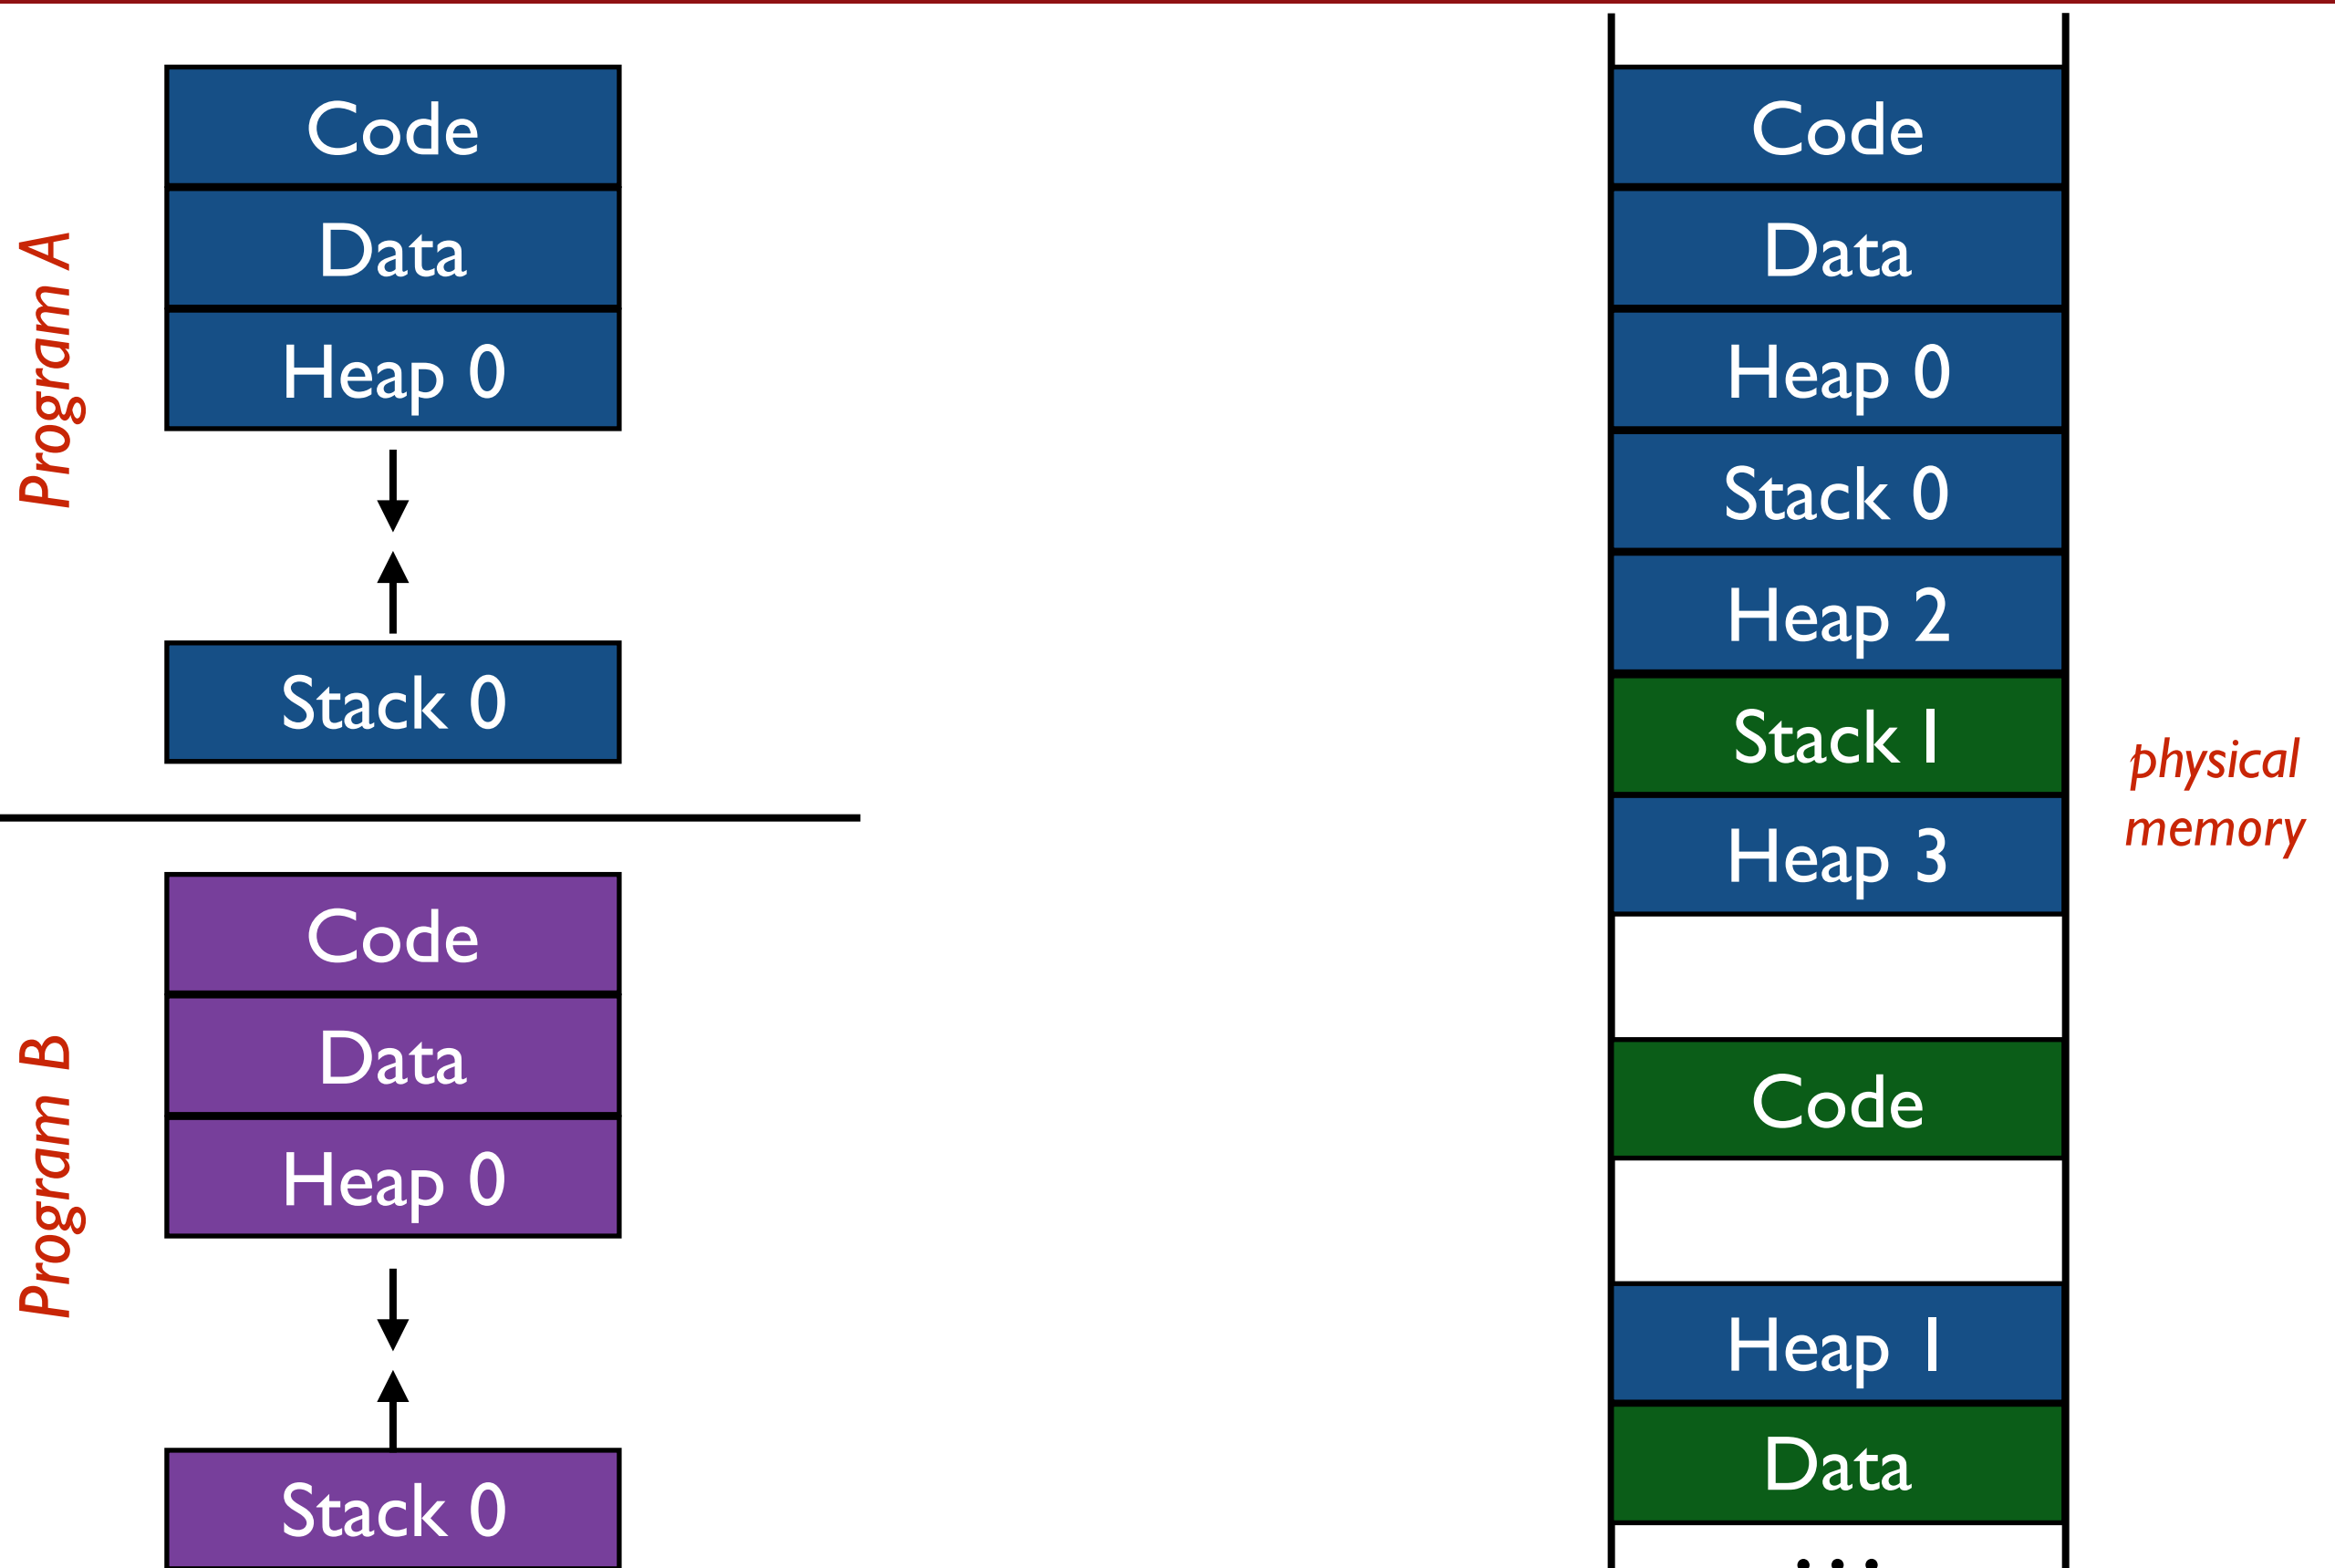 Program A
Code
Data
Heap 0
Stack 0
Program B
Code
Data
Heap 0
Stack 0
Code
Data
Heap 0
Stack 0
Heap 2
Stack 1
Heap 3
Code
Heap 1
Data
...
physical
memory